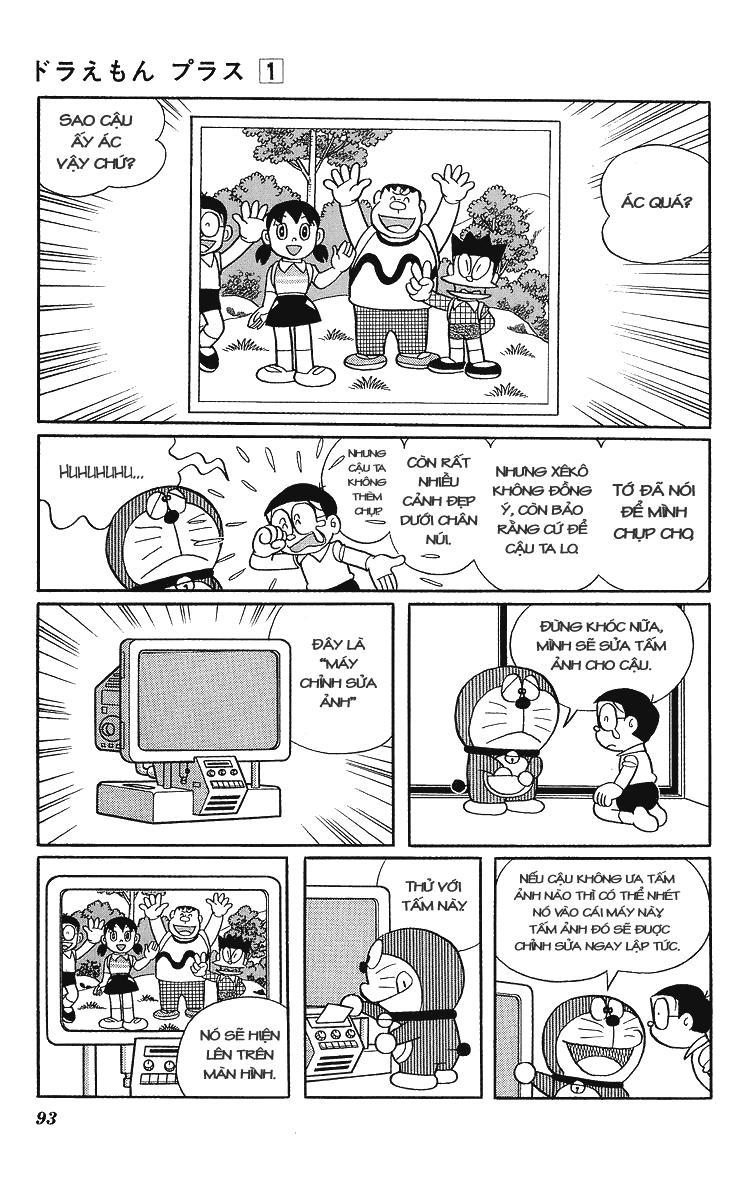 ドラえもん プラス 1
ÁC QUÁ?
SAO CẬU
ẤY ÁC
VẬY CHỨ?
TỚ ĐÃ NÓI
ĐỂ MÌNH
CHỤP CHO,
NHƯNG XÊKÔ
KHÔNG ĐỒNG
Ý, CÒN BẢO
RẰNG CỨ ĐỂ
CẬU TA LO.
CÒN RẤT
NHIỀU
CẢNH ĐẸP
DƯỚI CHÂN
NÚI.
NHƯNG
CẬU TA
KHÔNG
THÈM
CHỤP.
HUHUHUHU...
ĐỪNG KHÓC NỮA,
MÌNH SẼ SỬA TẤM
ẢNH CHO CẬU.
ĐÂY LÀ
"MÁY
CHỈNH SỬA
ẢNH"
NẾU CẬU KHÔNG ƯA TẤM
ẢNH NÀO THÌ CÓ THỂ NHÉT
NÓ VÀO CÁI MÁY NÀY.
TẤM ẢNH ĐÓ SẼ ĐƯỢC
CHỈNH SỬA NGAY LẬP TỨC.
THỬ VỚI
TẤM NÀY.
NÓ SẼ HIỆN
LÊN TRÊN
MÀN HÌNH.
93